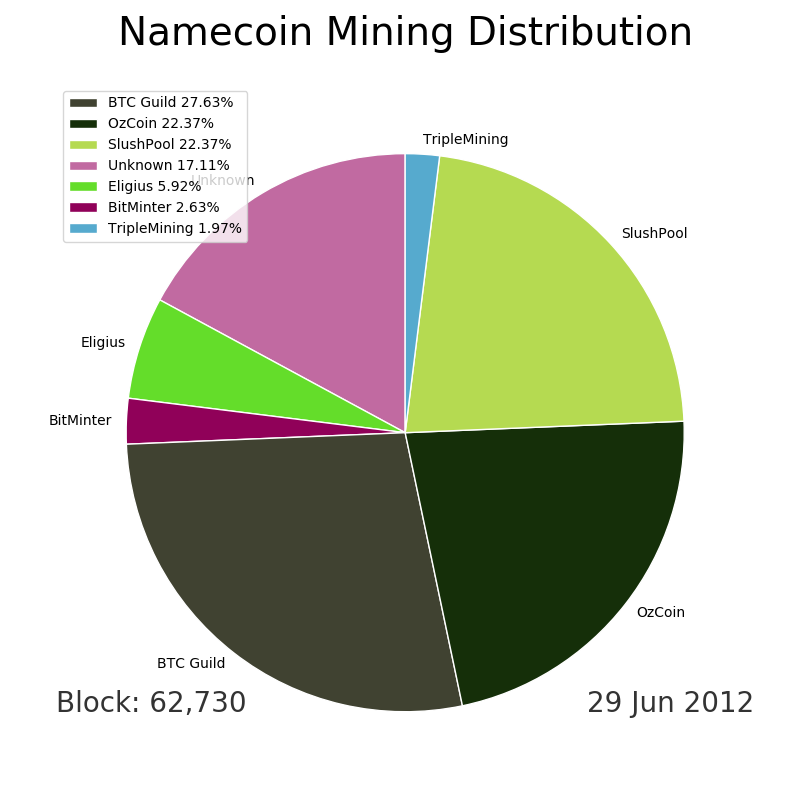 Namecoin Mining Distribution
BTC Guild 27.63%
OzCoin 22.37%
SlushPool 22.37%
Unknown 17.11%
Eligius 5.92%
BitMinter 2.63%
TripleMining 1.97%
TripleMining
Unknown
SlushPool
Eligius
BitMinter
OzCoin
BTC Guild
Block: 62,730
29 Jun 2012